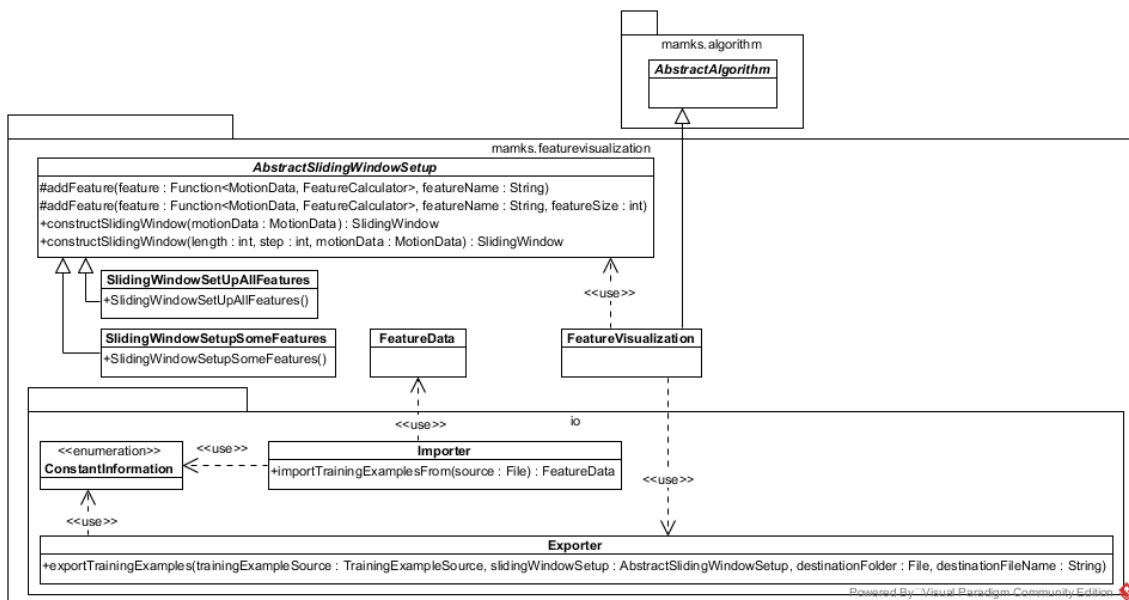 mamks.algorithm
AbstractAlgorithm
mamks.featurevisualization
AbstractSlidingWindowSetup
#addFeature(feature : Function<MotionData, FeatureCalculator>, featureName : String)
#addFeature(feature : Function<MotionData, FeatureCalculator>, featureName : String, featureSize : int)
+constructSlidingWindow(motionData : MotionData) : SlidingWindow
+constructSlidingWindow(length : int, step : int, motionData : MotionData) : SlidingWindow
SlidingWindowSetUpAllFeatures
+SlidingWindowSetUpAllFeatures()
<<use>>
SlidingWindowSetupSomeFeatures
+SlidingWindowSetupSomeFeatures()
FeatureData
FeatureVisualization
io
<<use>>
<<enumeration>>
ConstantInformation
<<use>>
Importer
+importTrainingExamplesFrom(source : File) : FeatureData
<<use>>
<<use>>
Exporter
+exportTrainingExamples(trainingExampleSource : TrainingExampleSource, slidingWindowSetup : AbstractSlidingWindowSetup, destinationFolder : File, destinationFileName : String)
Powered By Visual Paradigm Community Edition